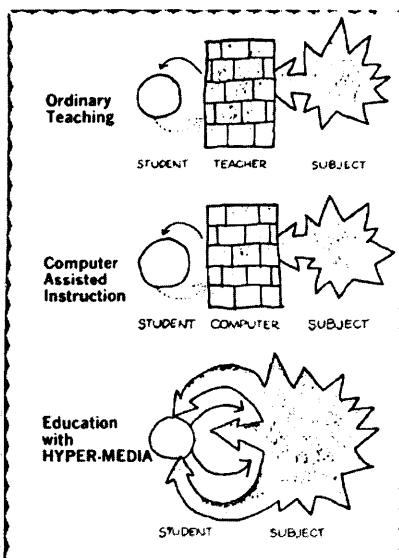 Ordinary
Teaching
STUDENT TEACHER SUBJECT
Computer
Assisted
Instruction
STUDENT COMPUTER SUBJECT
Education
with
HYPER-MEDIA
STUDENT SUBJECT